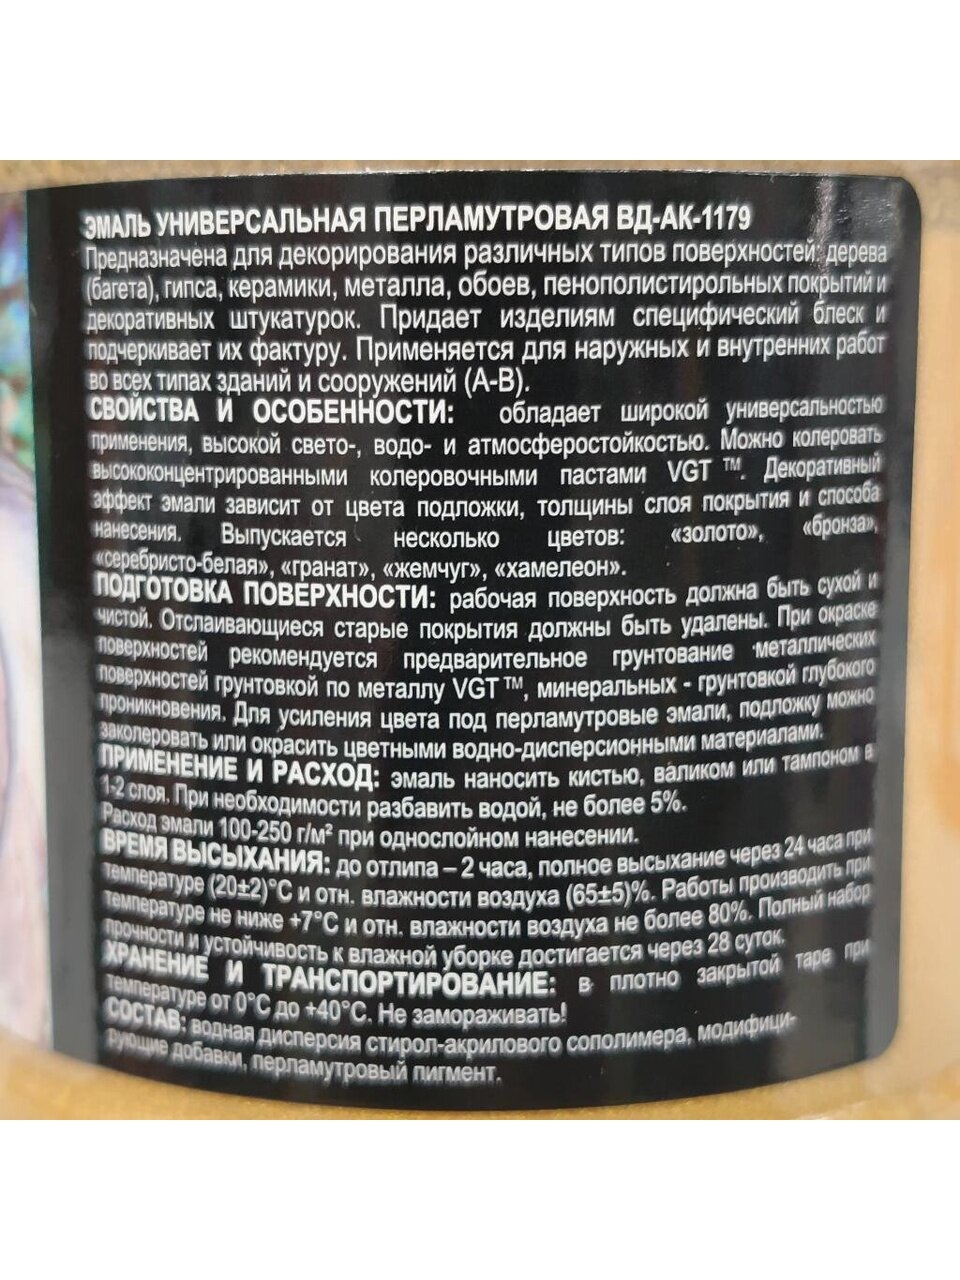 ЭМАЛЬ УНИВЕРСАЛЬНАЯ ПЕРЛАМУТРОВАЯ ВД-АК-1179
Предназначена для декорирования различных типов поверхностей: дерева
(багета), гипса, керамики, металла, обоев, пенополистирольных покрытий и
декоративных штукатурок. Придает изделиям специфический блеск и
подчеркивает их фактуру. Применяется для наружных и внутренних работ
во всех типах зданий и сооружений (А-В).
СВОЙСТВА И ОСОБЕННОСТИ: обладает широкой универсальностью
применения, высокой свето-, водо- и атмосферостойкостью. Можно колеровать
высококонцентрированными колеровочными пастами VGT™. Декоративный
эффект эмали зависит от цвета подложки, толщины слоя покрытия и способа
нанесения. Выпускается несколько цветов: «золото», «бронза»,
«серебристо-белая», «гранат», «жемчуг», «хамелеон».
ПОДГОТОВКА ПОВЕРХНОСТИ: рабочая поверхность должна быть сухой и
чистой. Отслаивающиеся старые покрытия должны быть удалены. При окраске
поверхностей рекомендуется предварительное грунтование металлических
поверхностей грунтовкой по металлу VGT™, минеральных - грунтовкой глубокого
проникновения. Для усиления цвета под перламутровые эмали, подложку можно
заколеровать или окрасить цветными водно-дисперсионными материалами.
ПРИМЕНЕНИЕ И РАСХОД: эмаль наносить кистью, валиком или тампоном в
1-2 слоя. При необходимости разбавить водой, не более 5%.
Расход эмали 100-250 г/м² при однослойном нанесении.
ВРЕМЯ ВЫСЫХАНИЯ: до отлипа – 2 часа, полное высыхание через 24 часа при
температуре (20±2)°С и отн. влажности воздуха (65±5)%. Работы производить при
температуре не ниже +7°С и отн. влажности воздуха не более 80%. Полный набор
прочности и устойчивость к влажной уборке достигается через 28 суток.
ХРАНЕНИЕ И ТРАНСПОРТИРОВАНИЕ: в плотно закрытой таре при
температуре от 0°С до +40°С. Не замораживать!
СОСТАВ: водная дисперсия стирол-акрилового сополимера, модифици-
рующие добавки, перламутровый пигмент.